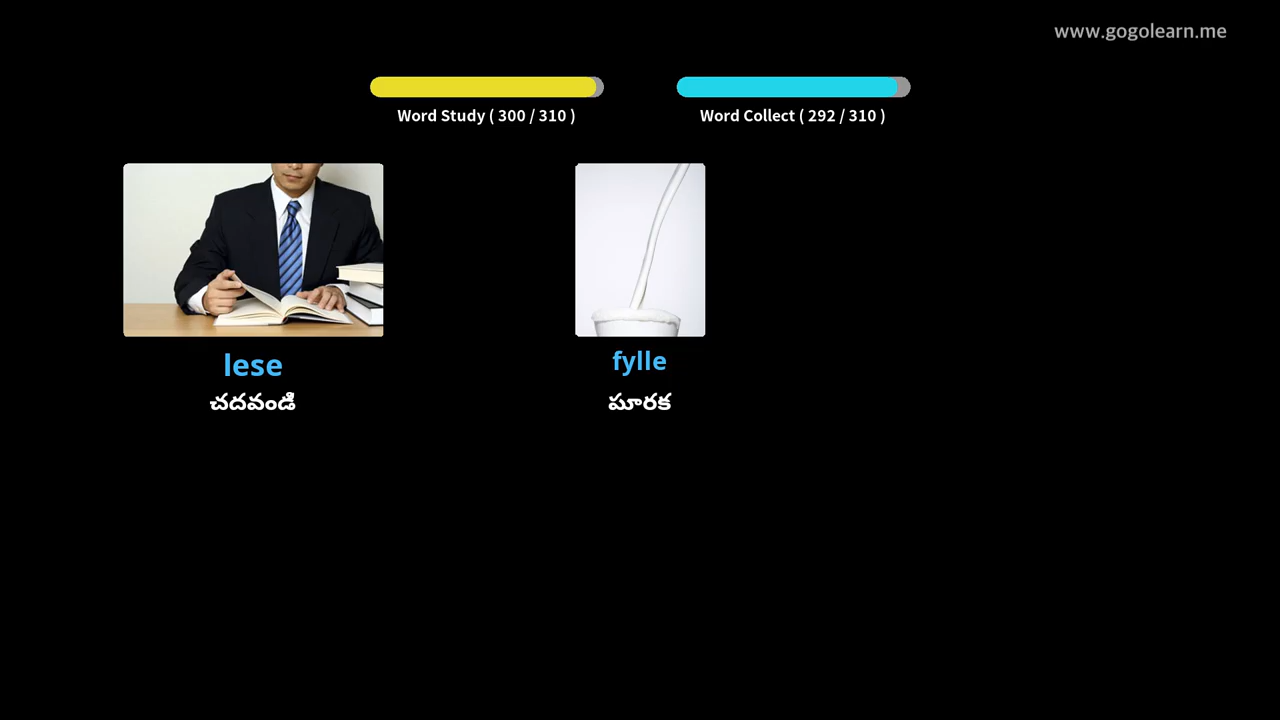 www.gogolearn.me
Word Study ( 300 / 310 )
Word Collect ( 292 / 310 )
lese
చదవండి
fylle
పూరక